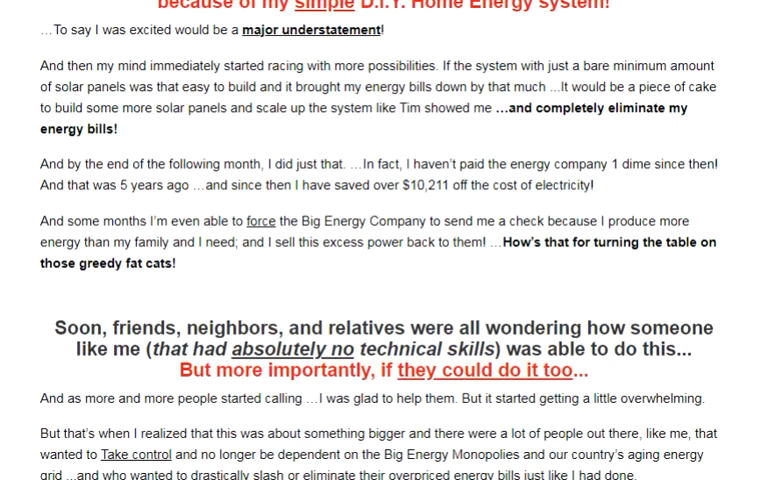 because of my simple D.I.Y. Home Energy system!
…To say I was excited would be a major understatement!
And then my mind immediately started racing with more possibilities. If the system with just a bare minimum amount
of solar panels was that easy to build and it brought my energy bills down by that much …It would be a piece of cake
to build some more solar panels and scale up the system like Tim showed me …and completely eliminate my
energy bills!
And by the end of the following month, I did just that. …In fact, I haven't paid the energy company 1 dime since then!
And that was 5 years ago …and since then I have saved over $10,211 off the cost of electricity!
And some months I'm even able to force the Big Energy Company to send me a check because I produce more
energy than my family and I need; and I sell this excess power back to them! …How's that for turning the table on
those greedy fat cats!
Soon, friends, neighbors, and relatives were all wondering how someone
like me (that had absolutely no technical skills) was able to do this...
But more importantly, if they could do it too...
And as more and more people started calling …I was glad to help them. But it started getting a little overwhelming.
But that's when I realized that this was about something bigger and there were a lot of people out there, like me, that
wanted to Take control and no longer be dependent on the Big Energy Monopolies and our country's aging energy
grid …and who wanted to drastically slash or eliminate their overpriced energy bills just like I had done.